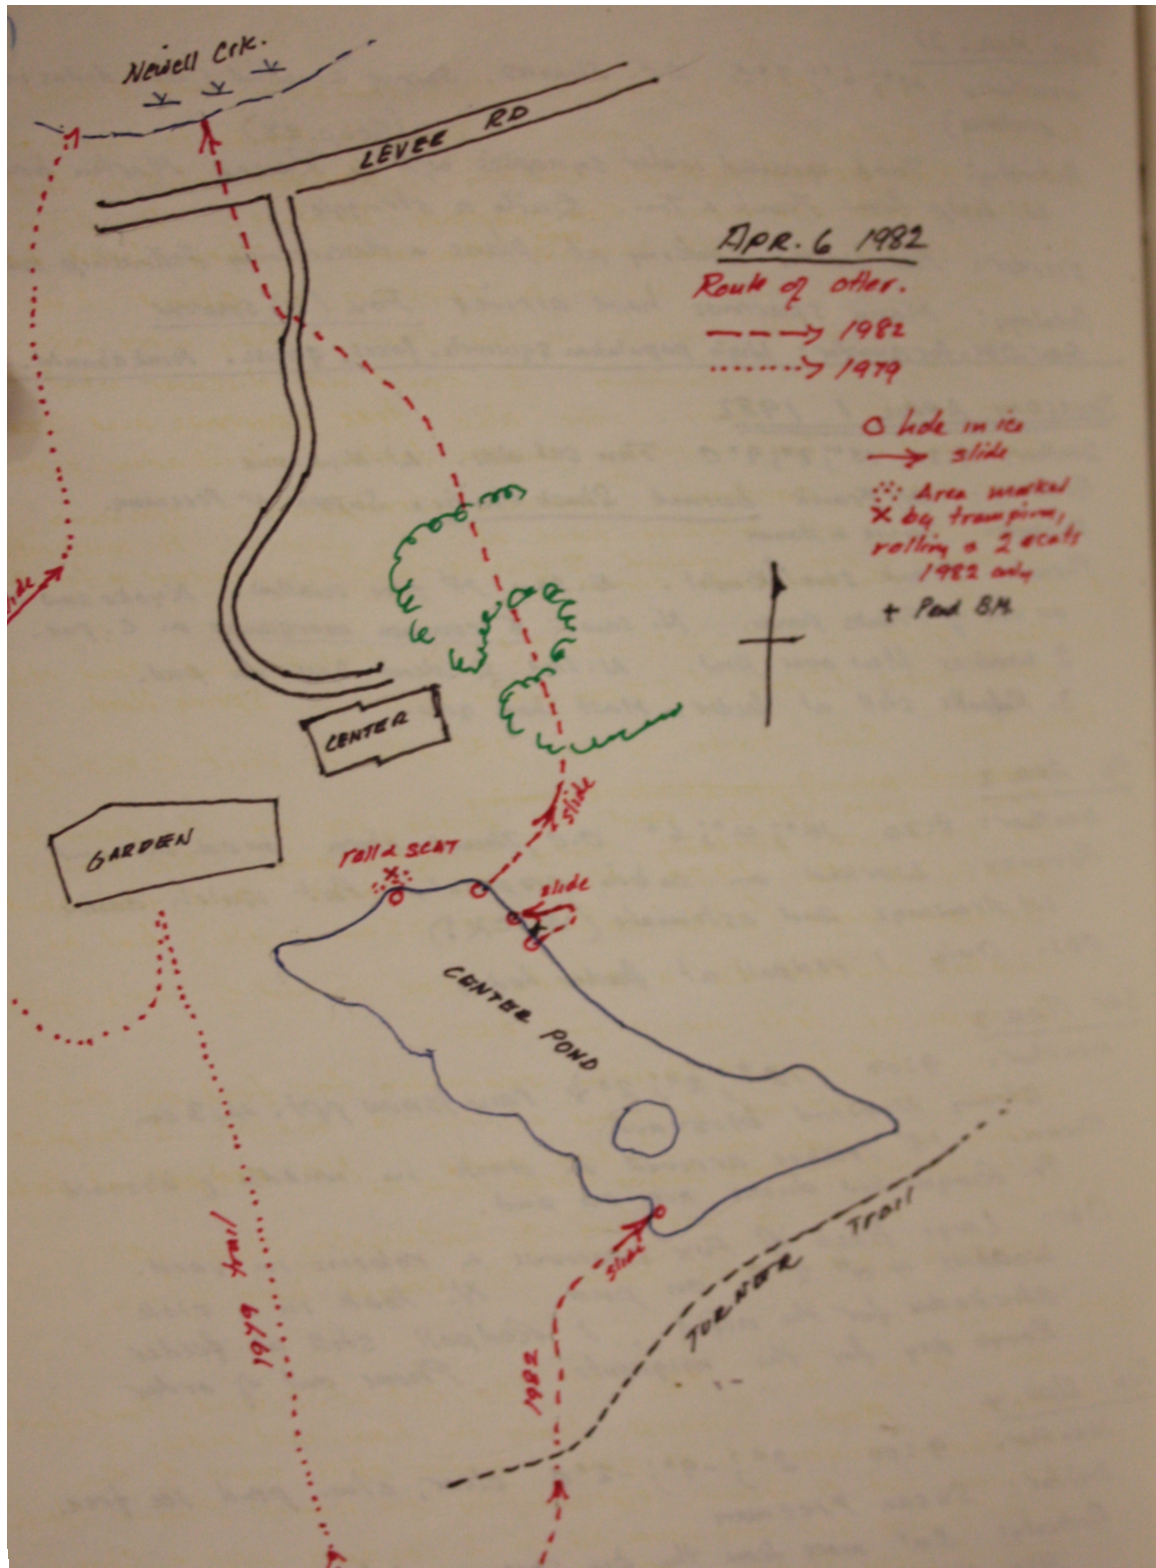 Newell Crk.
LEVEE RD
APR. 6 1982
Route of otter.
1982
1979
hole in ice
slide
Area marked
by tramping,
rolling & 2 scats
1982 only
+ Pond BM
slide
CENTER
GARDEN
roll & SCAT
slide
slide
CENTER POND
slide
TURNER Trail
1979 trail
1982